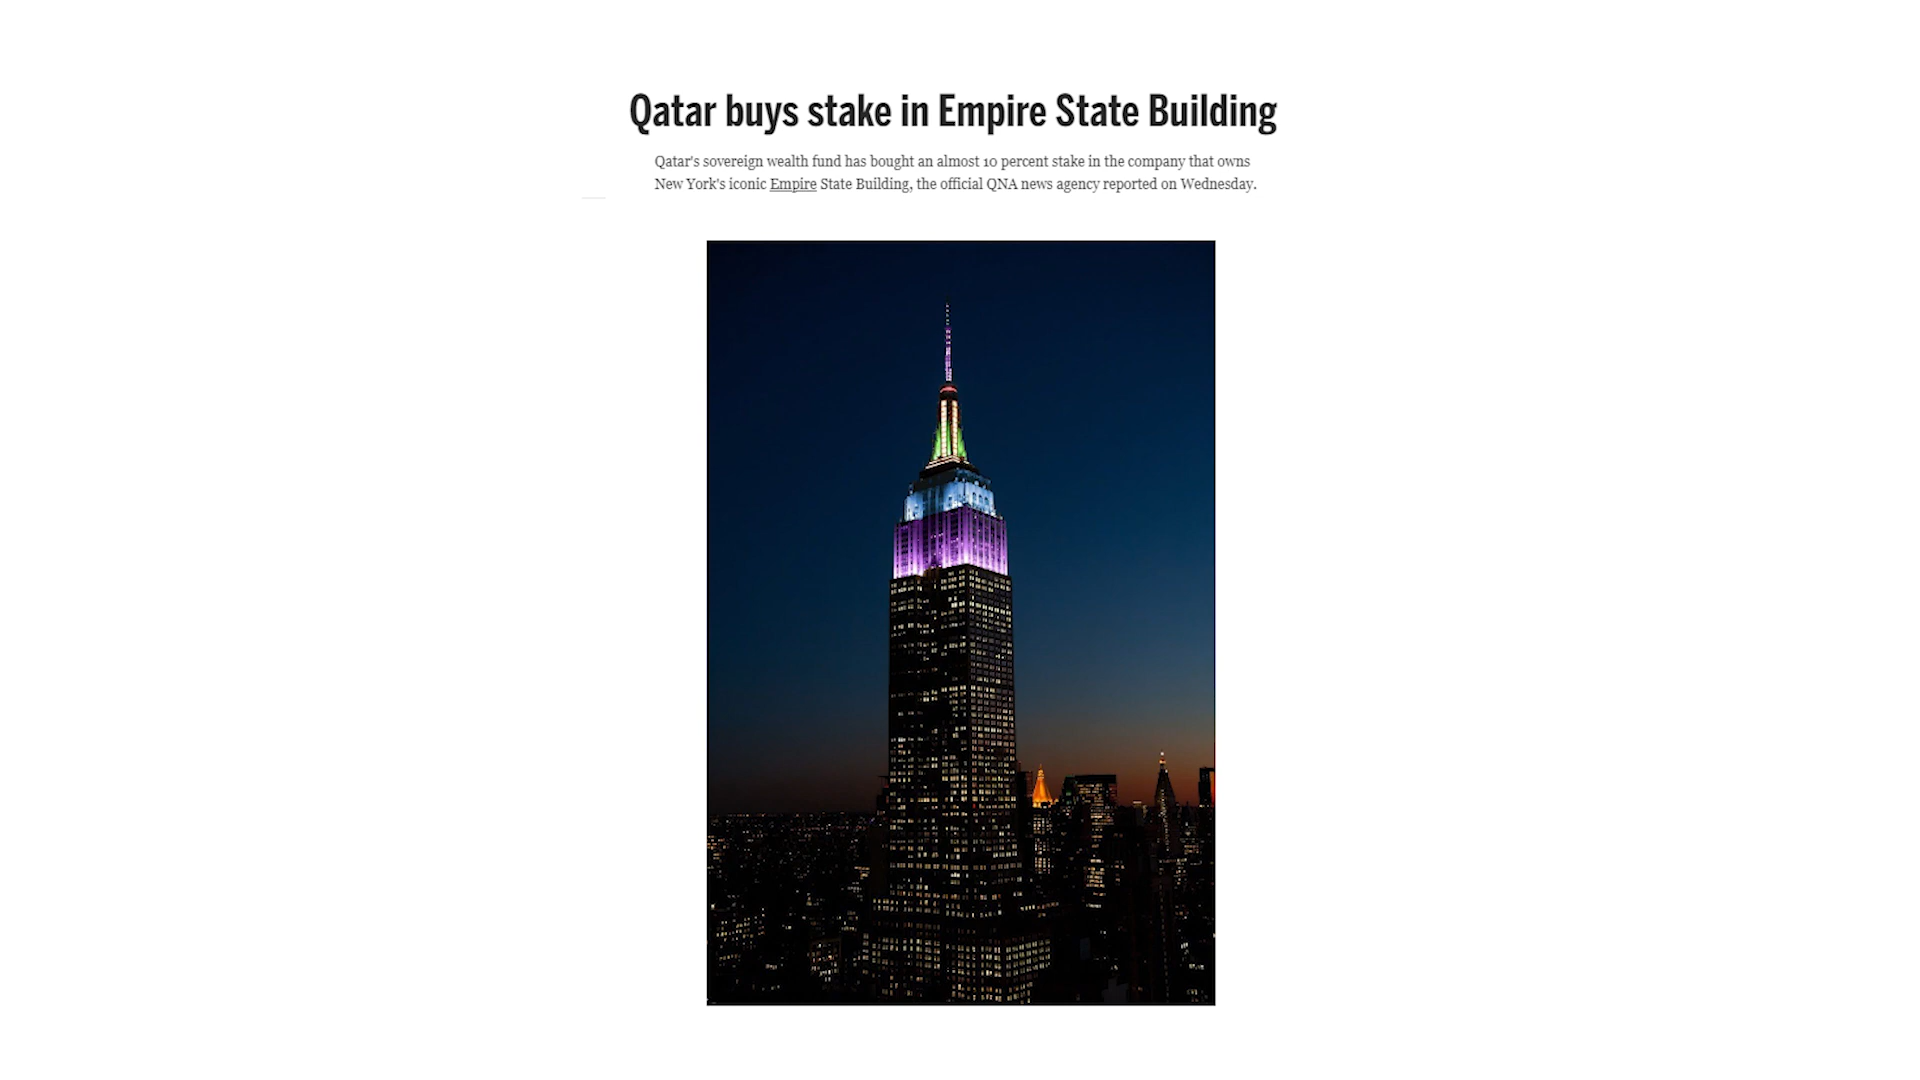 Qatar buys stake in Empire State Building
Qatar's sovereign wealth fund has bought an almost 10 percent stake in the company that owns
New York's iconic Empire State Building, the official QNA news agency reported on Wednesday.